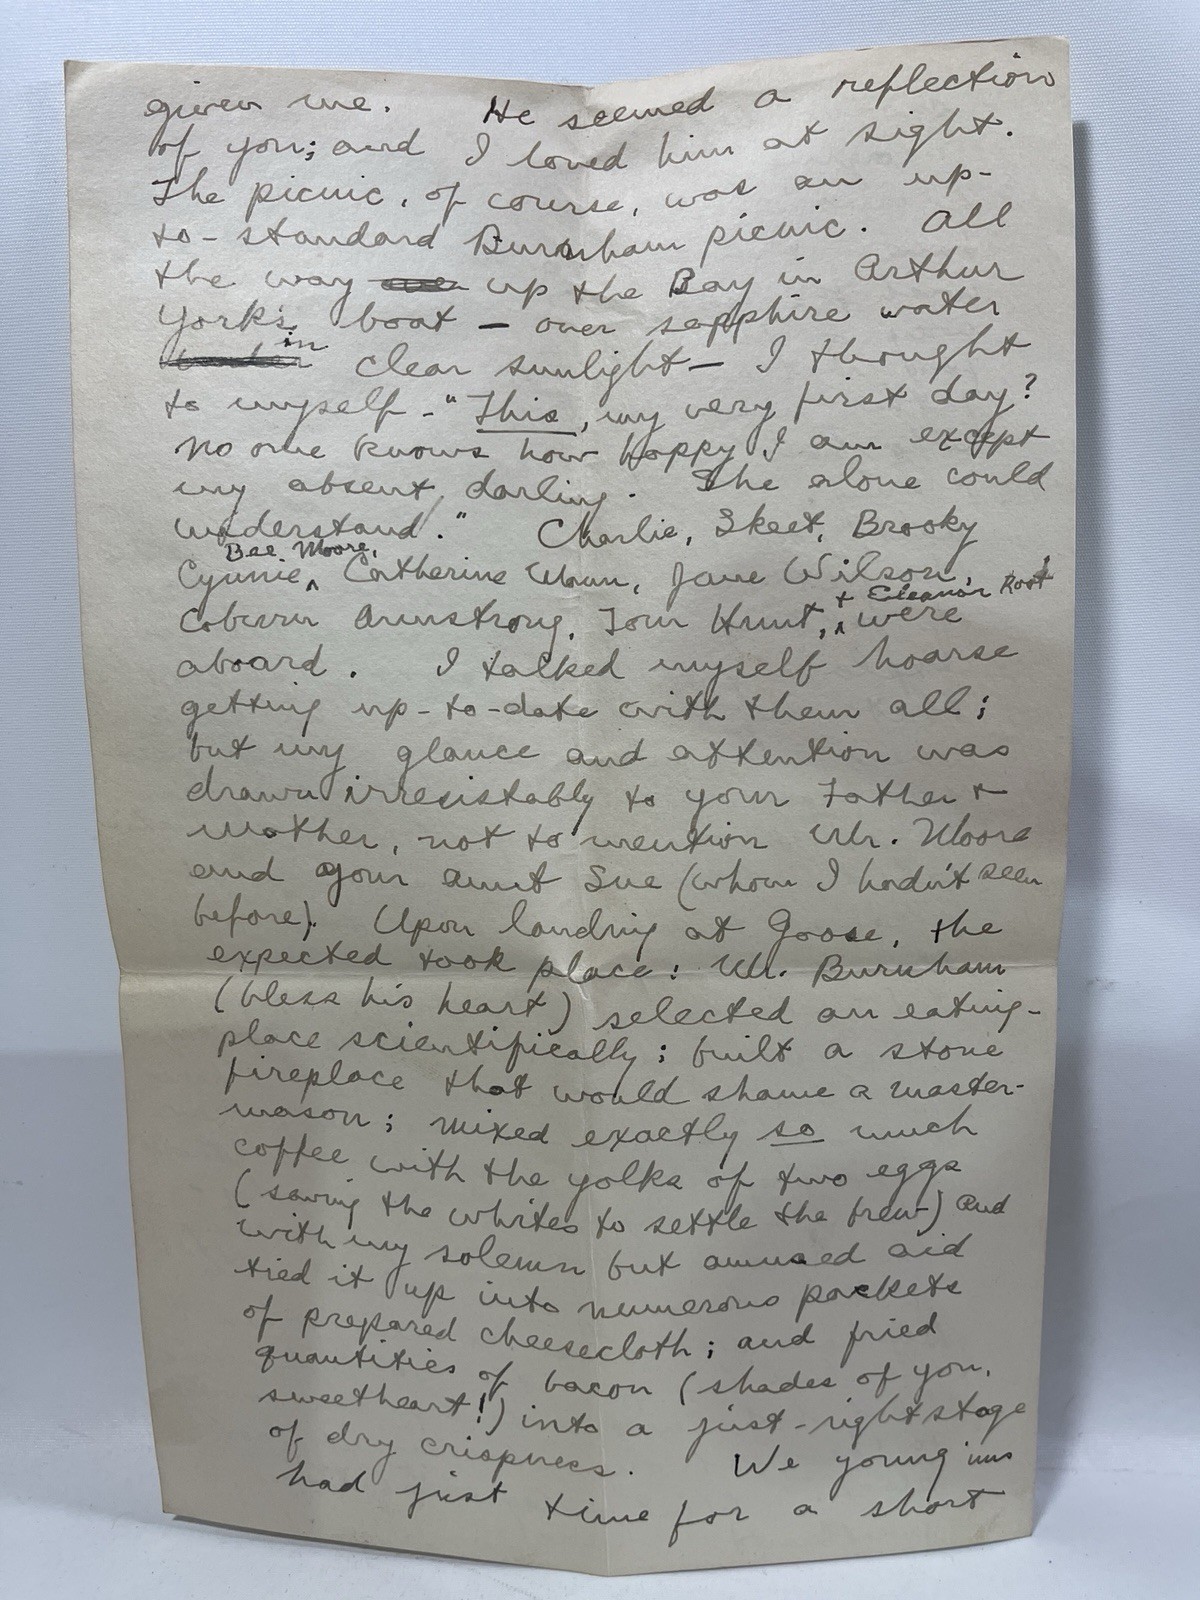 given me. He seemed a reflection
of you; and I loved him at sight.
The picnic, of course, was an up-
to-standard Burnham picnic. All
the way up the Bay in Arthur
York's boat — over sapphire water
in clear sunlight — I thought
to myself - "This, my very first day?
No one knows how happy I am except
my absent darling. She alone could
understand." Charlie, Skeet, Brooky
Bee Moore,
Cynnie, Catherine Mann, Jane Wilson,
+ Eleanor Root
Coburn Armstrong, Tom Hunt, were
aboard. I talked myself hoarse
getting up-to-date with them all;
but my glance and attention was
drawn irresistably to your Father +
Mother, not to mention Mr. Moore
and your aunt Sue (whom I hadn't seen
before). Upon landing at Goose, the
expected took place: Mr. Burnham
(bless his heart) selected an eating-
place scientifically; built a stone
fireplace that would shame a master-
mason; mixed exactly so much
coffee with the yolks of two eggs
(saving the whites to settle the brew) and
with my solemn but amused aid
tied it up into numerous packets
of prepared cheesecloth; and fried
quantities of bacon (shades of you,
sweetheart!) into a just-right stage
of dry crispness. We young 'uns
had just time for a short